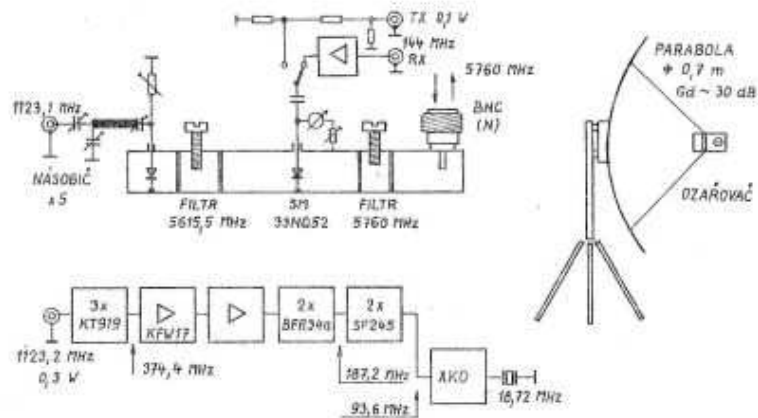 TX 0,1 W
144 MHz
RX
5760 MHz
BNC
(N)
1123,1 MHz
NÁSOBIČ
x 5
FILTR
5615,5 MHz
SM
33NQ52
FILTR
5760 MHz
PARABOLA
ϕ 0,7 m
Gd ~ 30 dB
OZAŘOVAČ
3x
KT919
KFW17
2x
BFR34a
2x
SF245
1123,2 MHz
0,3 W
374,4 MHz
187,2 MHz
93,6 MHz
XKO
18,72 MHz